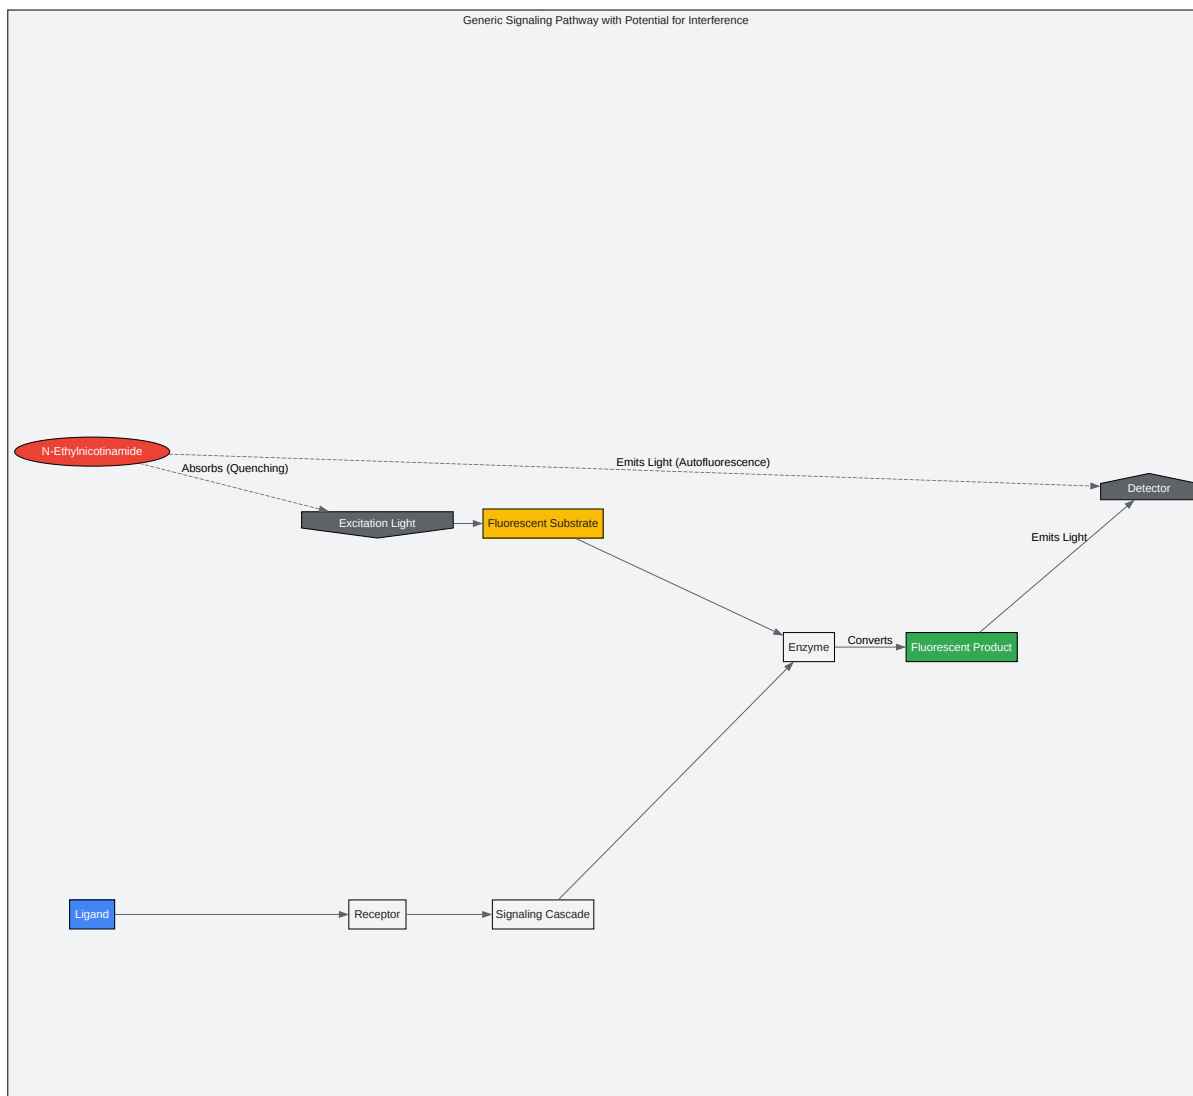 Generic Signaling Pathway with Potential for Interference
N-Ethylnicotinamide
Absorbs (Quenching)
Emits Light (Autofluorescence)
Detector
Excitation Light
Fluorescent Substrate
Emits Light
Enzyme
Converts
Fluorescent Product
Ligand
Receptor
Signaling Cascade